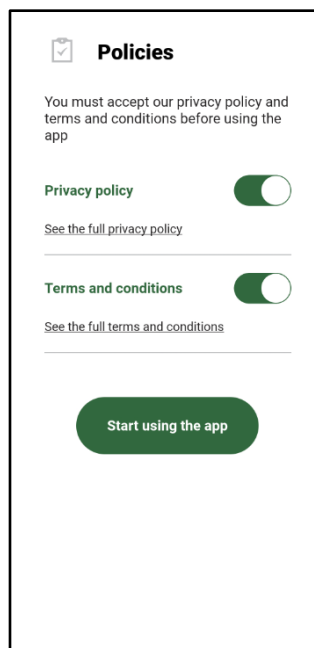 Policies
You must accept our privacy policy and
terms and conditions before using the
app
Privacy policy
See the full privacy policy
Terms and conditions
See the full terms and conditions
Start using the app